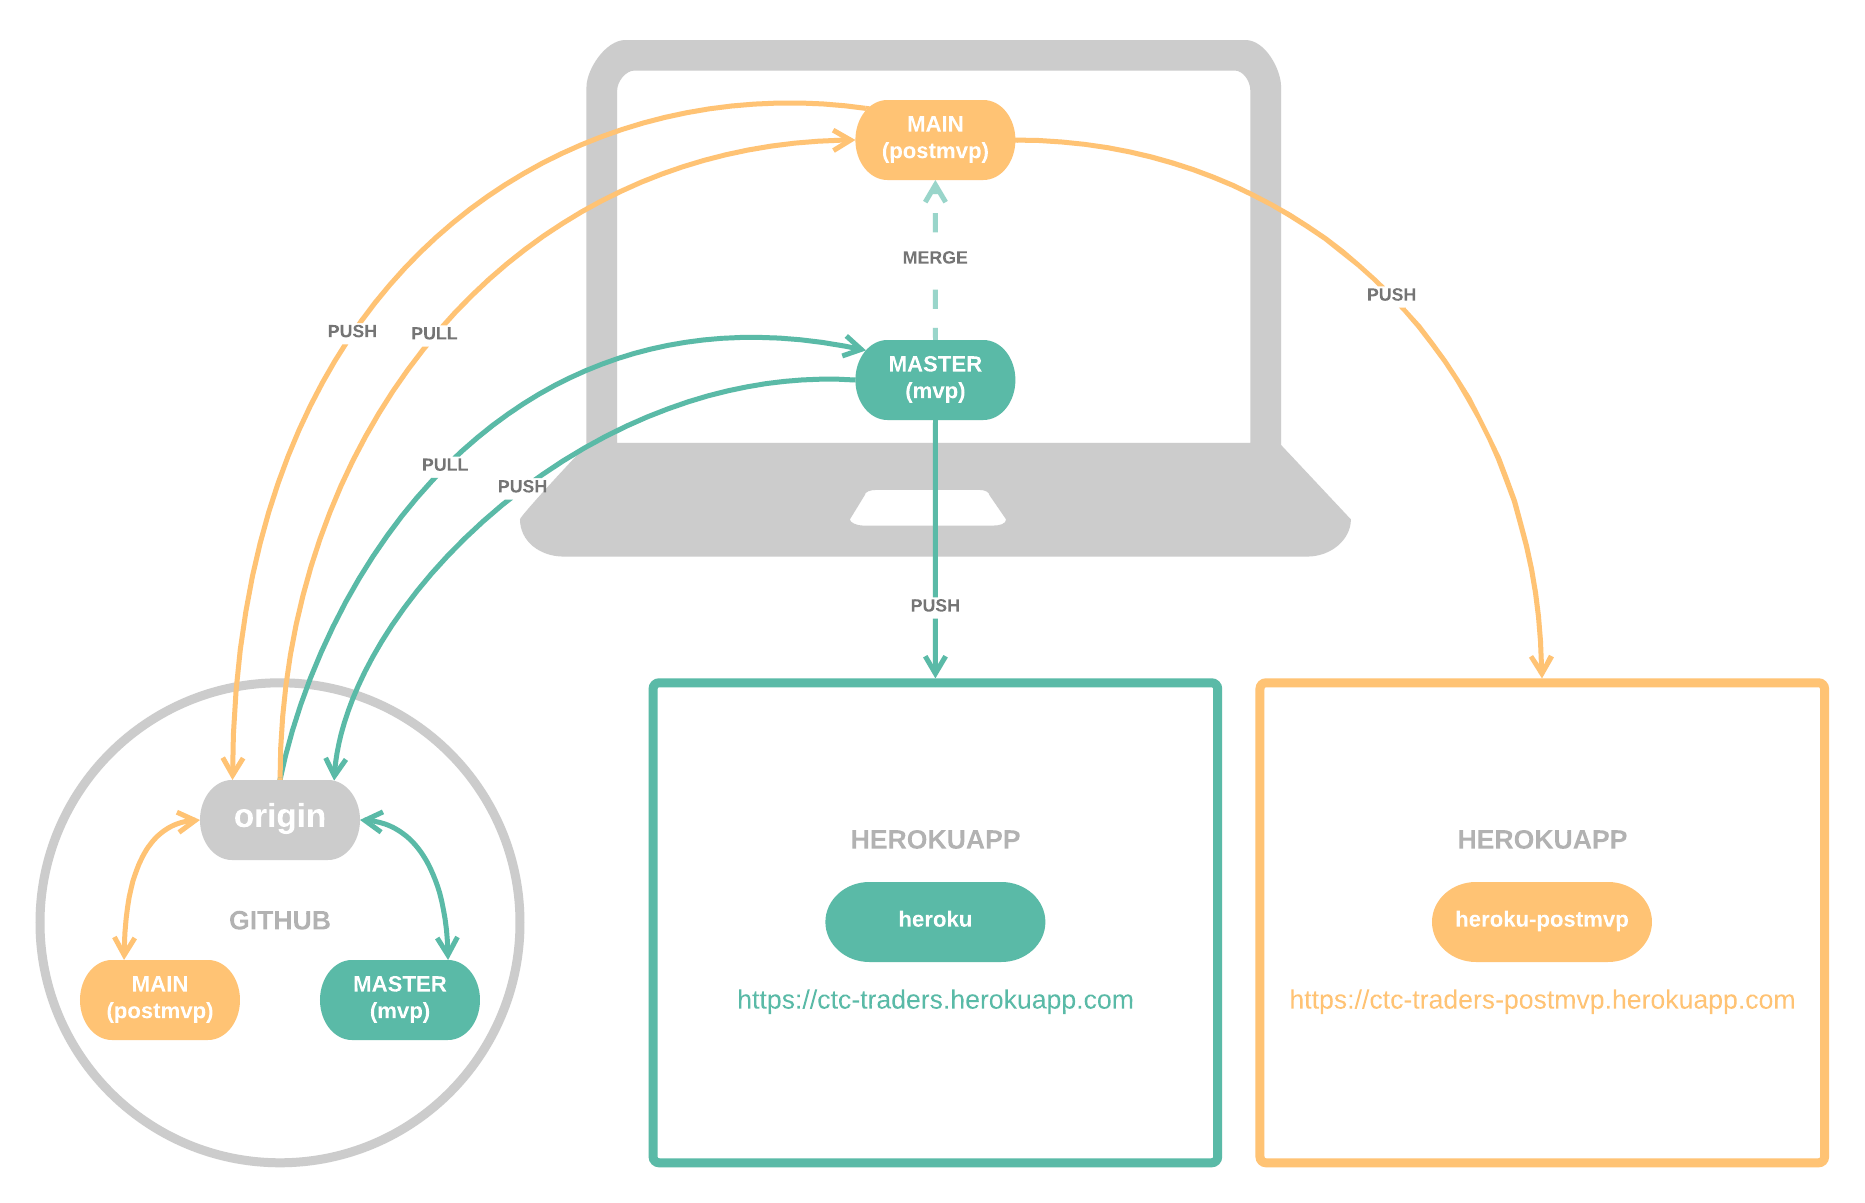 MAIN
(postmvp)
MERGE
PUSH
PUSH
PULL
MASTER
(mvp)
PULL
PUSH
PUSH
origin
GITHUB
MAIN
(postmvp)
MASTER
(mvp)
HEROKUAPP
heroku
https://ctc-traders.herokuapp.com
HEROKUAPP
heroku-postmvp
https://ctc-traders-postmvp.herokuapp.com